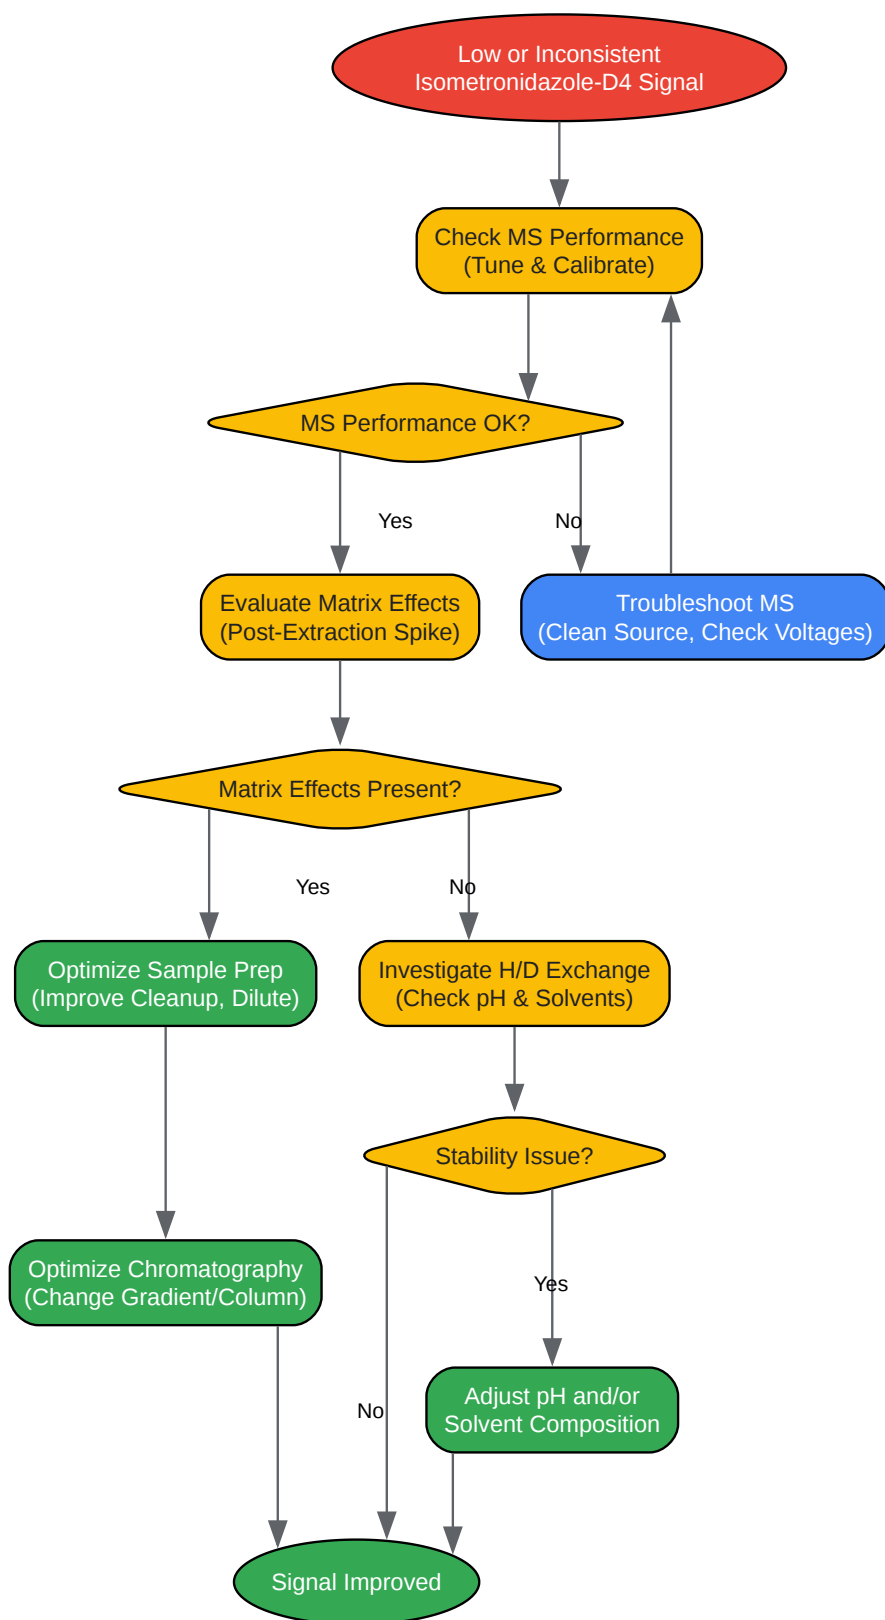 Low or Inconsistent
Isometronidazole-D4 Signal
Check MS Performance
(Tune & Calibrate)
MS Performance OK?
Yes
No
Evaluate Matrix Effects
(Post-Extraction Spike)
Troubleshoot MS
(Clean Source, Check Voltages)
Matrix Effects Present?
Yes
No
Optimize Sample Prep
(Improve Cleanup, Dilute)
Investigate H/D Exchange
(Check pH & Solvents)
Stability Issue?
Optimize Chromatography
(Change Gradient/Column)
Yes
No
Adjust pH and/or
Solvent Composition
Signal Improved